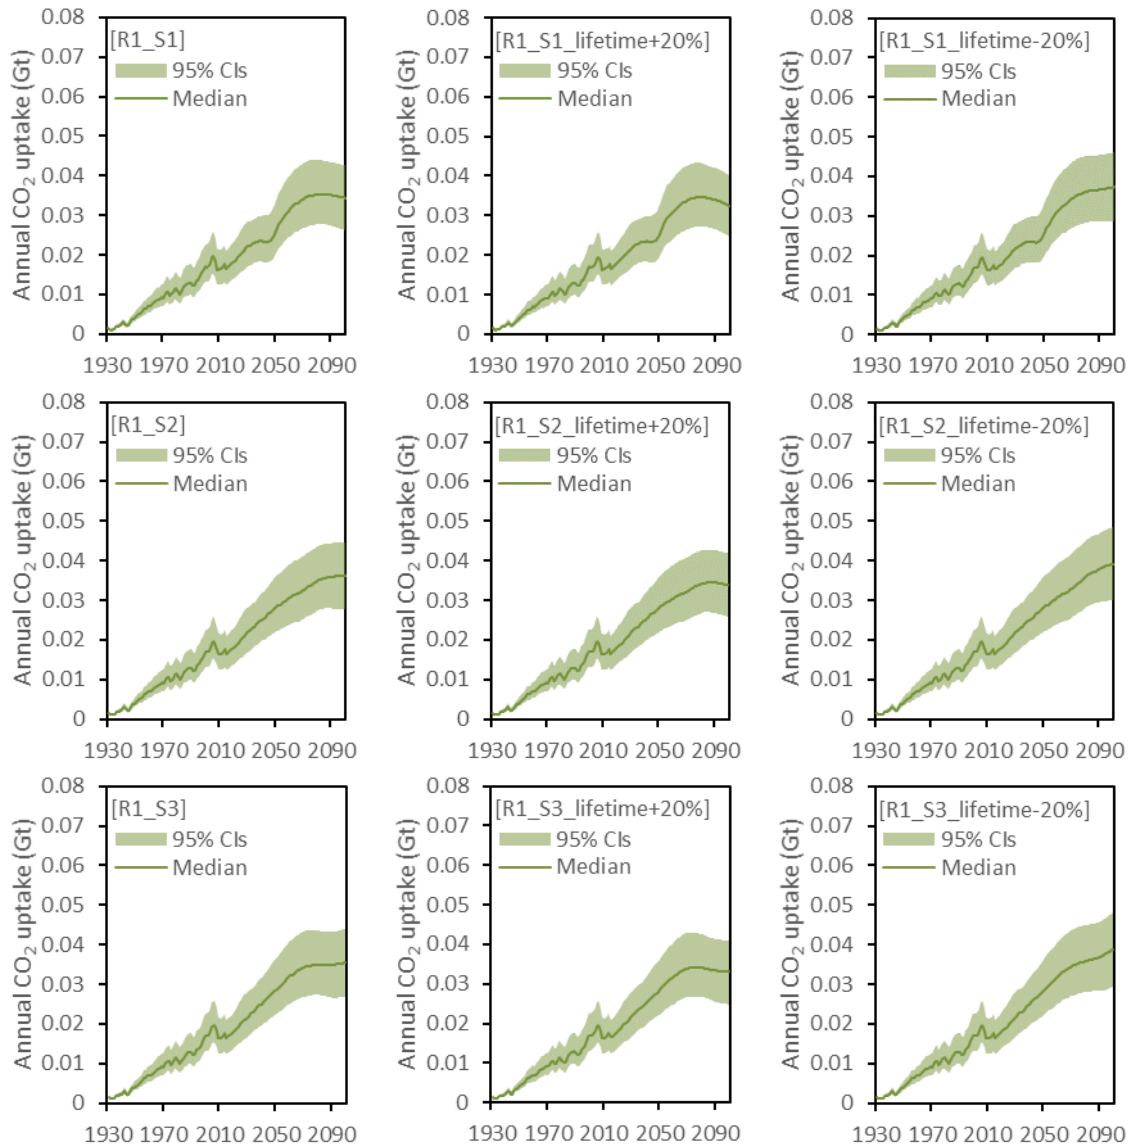 Annual CO₂ uptake (Gt)
0.08
0.07
0.06
0.05
0.04
0.03
0.02
0.01
0
[R1_S1]
95% CIs
Median
1930 1970 2010 2050 2090
Annual CO₂ uptake (Gt)
0.08
0.07
0.06
0.05
0.04
0.03
0.02
0.01
0
[R1_S1_lifetime+20%]
95% CIs
Median
1930 1970 2010 2050 2090
Annual CO₂ uptake (Gt)
0.08
0.07
0.06
0.05
0.04
0.03
0.02
0.01
0
[R1_S1_lifetime-20%]
95% CIs
Median
1930 1970 2010 2050 2090
Annual CO₂ uptake (Gt)
0.08
0.07
0.06
0.05
0.04
0.03
0.02
0.01
0
[R1_S2]
95% CIs
Median
1930 1970 2010 2050 2090
Annual CO₂ uptake (Gt)
0.08
0.07
0.06
0.05
0.04
0.03
0.02
0.01
0
[R1_S2_lifetime+20%]
95% CIs
Median
1930 1970 2010 2050 2090
Annual CO₂ uptake (Gt)
0.08
0.07
0.06
0.05
0.04
0.03
0.02
0.01
0
[R1_S2_lifetime-20%]
95% CIs
Median
1930 1970 2010 2050 2090
Annual CO₂ uptake (Gt)
0.08
0.07
0.06
0.05
0.04
0.03
0.02
0.01
0
[R1_S3]
95% CIs
Median
1930 1970 2010 2050 2090
Annual CO₂ uptake (Gt)
0.08
0.07
0.06
0.05
0.04
0.03
0.02
0.01
0
[R1_S3_lifetime+20%]
95% CIs
Median
1930 1970 2010 2050 2090
Annual CO₂ uptake (Gt)
0.08
0.07
0.06
0.05
0.04
0.03
0.02
0.01
0
[R1_S3_lifetime-20%]
95% CIs
Median
1930 1970 2010 2050 2090